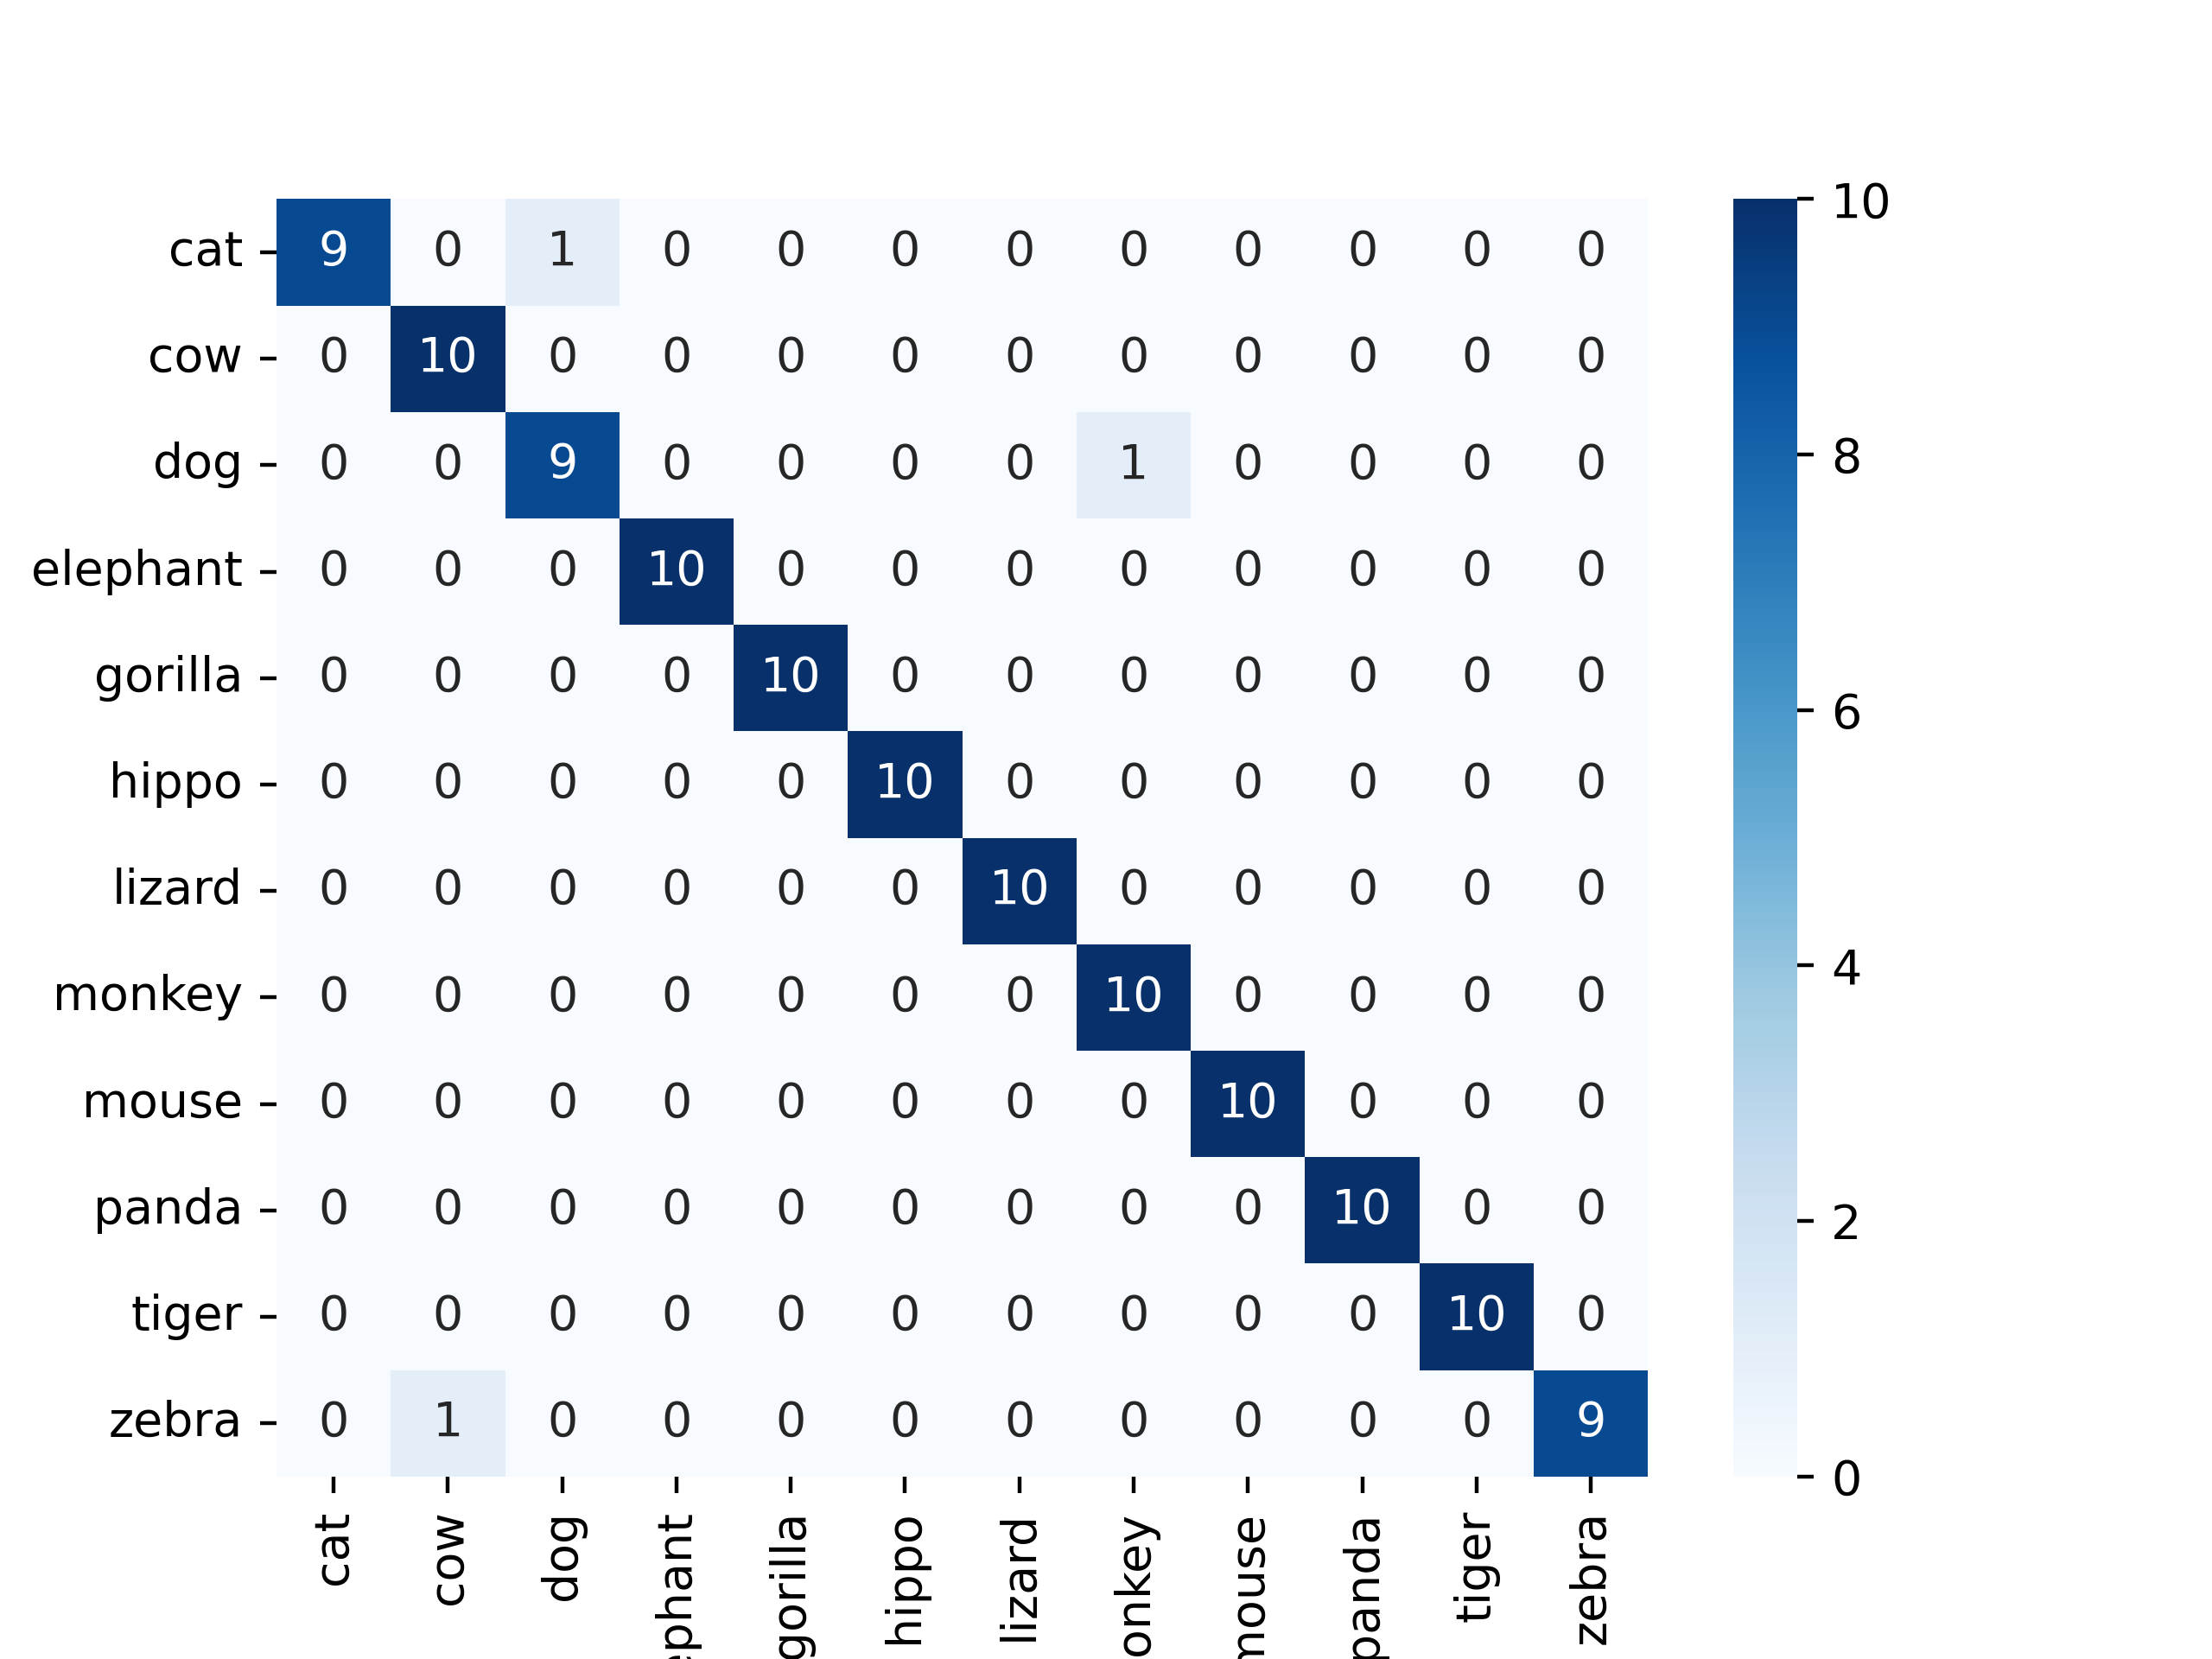 cat 9 0 1 0 0 0 0 0 0 0 0 0
cow 0 10 0 0 0 0 0 0 0 0 0 0
dog 0 0 9 0 0 0 0 1 0 0 0 0
elephant 0 0 0 10 0 0 0 0 0 0 0 0
gorilla 0 0 0 0 10 0 0 0 0 0 0 0
hippo 0 0 0 0 0 10 0 0 0 0 0 0
lizard 0 0 0 0 0 0 10 0 0 0 0 0
monkey 0 0 0 0 0 0 0 10 0 0 0 0
mouse 0 0 0 0 0 0 0 0 10 0 0 0
panda 0 0 0 0 0 0 0 0 0 10 0 0
tiger 0 0 0 0 0 0 0 0 0 0 10 0
zebra 0 1 0 0 0 0 0 0 0 0 0 9
cat
cow
dog
ephant
gorilla
hippo
lizard
onkey
mouse
panda
tiger
zebra
10
8
6
4
2
0